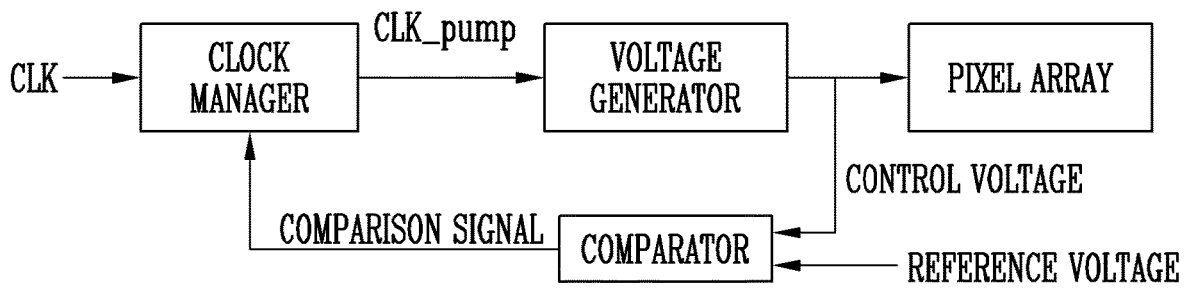 CLK
CLOCK
MANAGER
CLK_pump
VOLTAGE
GENERATOR
PIXEL ARRAY
CONTROL VOLTAGE
COMPARISON SIGNAL
COMPARATOR
REFERENCE VOLTAGE